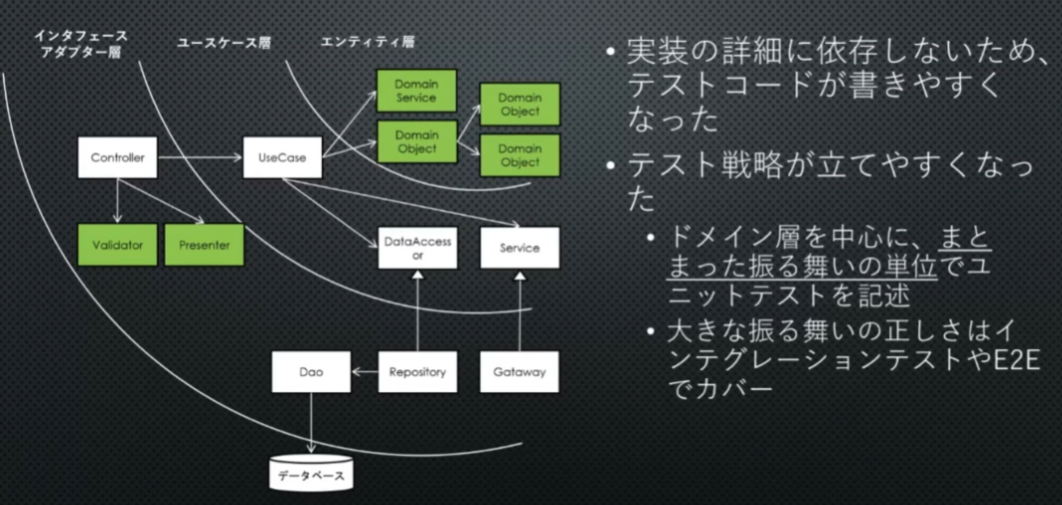 インタフェース
アダプター層
ユースケース層
エンティティ層
Domain
Service
Domain
Object
Controller
UseCase
Domain
Object
Domain
Object
Validator
Presenter
DataAccess
or
Service
Dao
Repository
Gataway
データベース
• 実装の詳細に依存しないため、
テストコードが書きやすく
なった
• テスト戦略が立てやすくなっ
た
• ドメイン層を中心に、まと
まった振る舞いの単位でユ
ニットテストを記述
• 大きな振る舞いの正しさはイ
ンテグレーションテストやE2E
でカバー